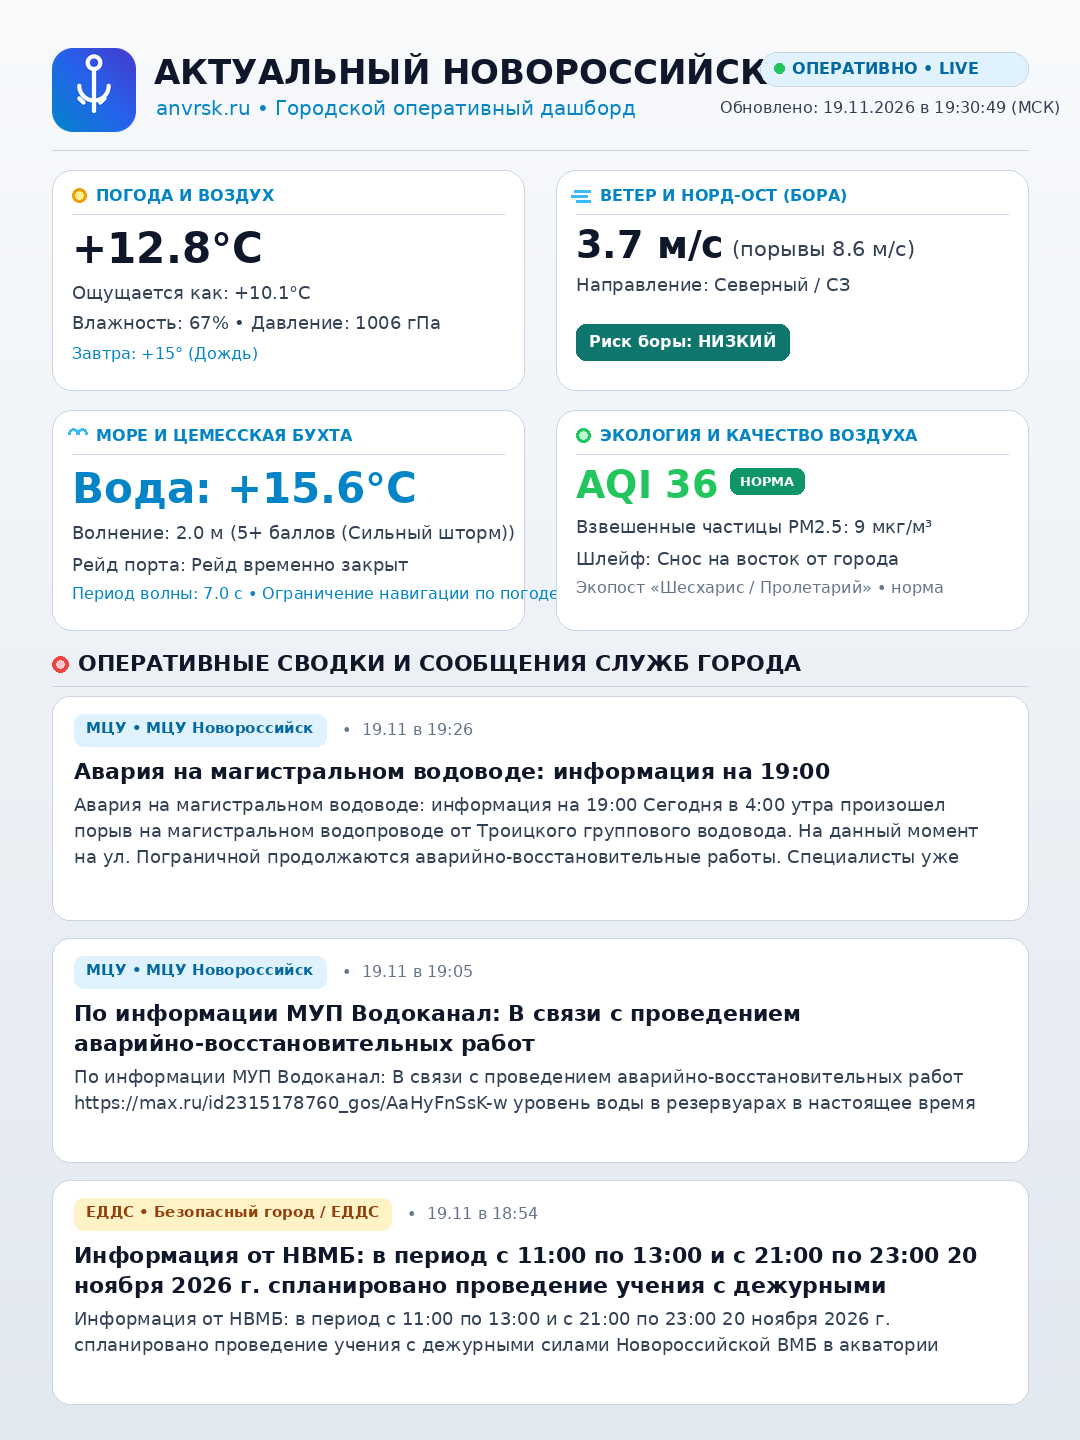 АКТУАЛЬНЫЙ НОВОРОССИЙСК
ОПЕРАТИВНО • LIVE
anvrsk.ru • Городской оперативный дашборд
Обновлено: 19.11.2026 в 19:30:49 (МСК)
ПОГОДА И ВОЗДУХ
+12.8°C
Ощущается как: +10.1°C
Влажность: 67% • Давление: 1006 гПа
Завтра: +15° (Дождь)
ВЕТЕР И НОРД-ОСТ (БОРА)
3.7 м/с (порывы 8.6 м/с)
Направление: Северный / СЗ
Риск боры: НИЗКИЙ
МОРЕ И ЦЕМЕССКАЯ БУХТА
Вода: +15.6°C
Волнение: 2.0 м (5+ баллов (Сильный шторм))
Рейд порта: Рейд временно закрыт
Период волны: 7.0 с • Ограничение навигации по погоде
ЭКОЛОГИЯ И КАЧЕСТВО ВОЗДУХА
AQI 36 НОРМА
Взвешенные частицы PM2.5: 9 мкг/м³
Шлейф: Снос на восток от города
Экопост «Шесхарис / Пролетарий» • норма
ОПЕРАТИВНЫЕ СВОДКИ И СООБЩЕНИЯ СЛУЖБ ГОРОДА
МЦУ • МЦУ Новороссийск • 19.11 в 19:26
Авария на магистральном водоводе: информация на 19:00
Авария на магистральном водоводе: информация на 19:00 Сегодня в 4:00 утра произошел
порыв на магистральном водопроводе от Троицкого группового водовода. На данный момент
на ул. Пограничной продолжаются аварийно-восстановительные работы. Специалисты уже
МЦУ • МЦУ Новороссийск • 19.11 в 19:05
По информации МУП Водоканал: В связи с проведением
аварийно-восстановительных работ
По информации МУП Водоканал: В связи с проведением аварийно-восстановительных работ
https://max.ru/id2315178760_gos/AaHyFnSsK-w уровень воды в резервуарах в настоящее время
ЕДДС • Безопасный город / ЕДДС • 19.11 в 18:54
Информация от НВМБ: в период с 11:00 по 13:00 и с 21:00 по 23:00 20
ноября 2026 г. спланировано проведение учения с дежурными
Информация от НВМБ: в период с 11:00 по 13:00 и с 21:00 по 23:00 20 ноября 2026 г.
спланировано проведение учения с дежурными силами Новороссийской ВМБ в акватории